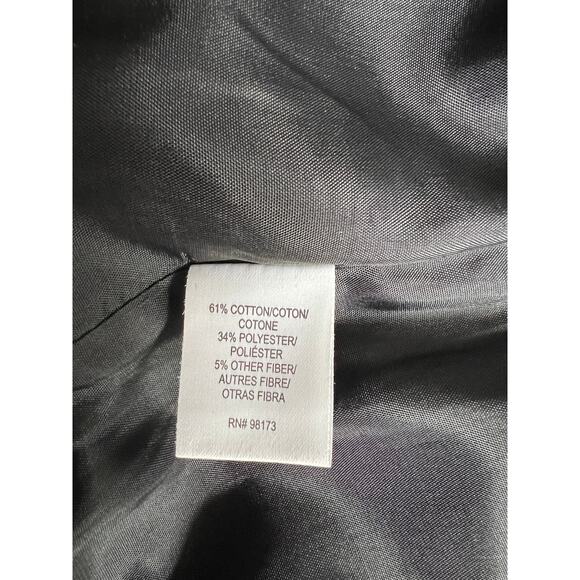 61% COTTON/COTON/
COTONE
34% POLYESTER/
POLIÉSTER
5% OTHER FIBER/
AUTRES FIBRE/
OTRAS FIBRA
RN# 98173